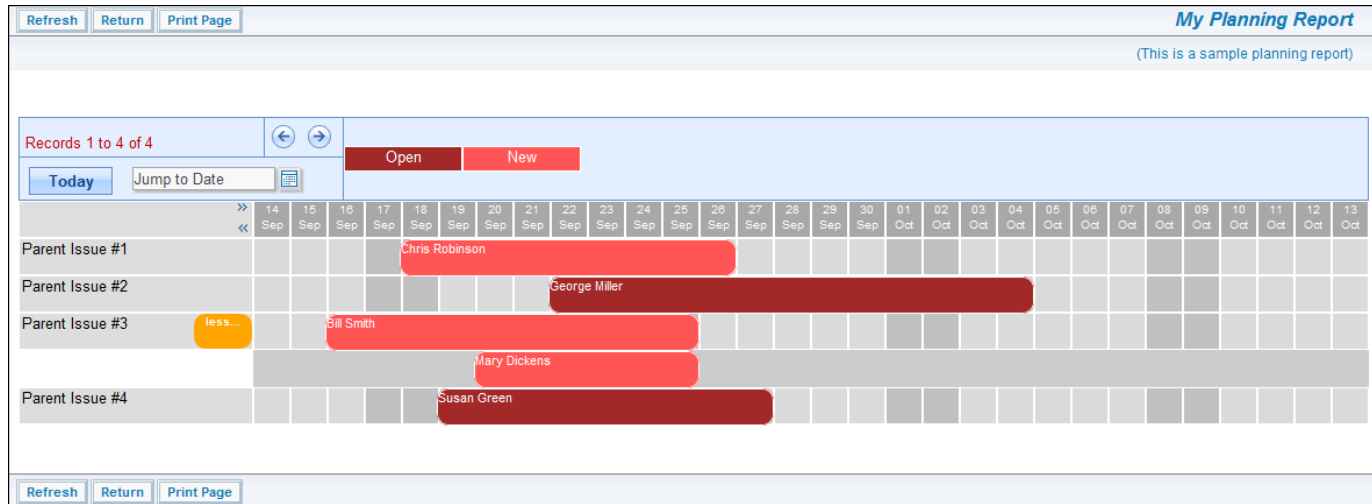 Refresh Return Print Page My Planning Report
(This is a sample planning report)
Records 1 to 4 of 4
Open New
Today Jump to Date
» 14 15 16 17 18 19 20 21 22 23 24 25 26 27 28 29 30 01 02 03 04 05 06 07 08 09 10 11 12 13
« Sep Sep Sep Sep Sep Sep Sep Sep Sep Sep Sep Sep Sep Sep Sep Sep Sep Oct Oct Oct Oct Oct Oct Oct Oct Oct Oct Oct Oct Oct
Parent Issue #1 Chris Robinson
Parent Issue #2 George Miller
Parent Issue #3 less... Bill Smith
Mary Dickens
Parent Issue #4 Susan Green
Refresh Return Print Page